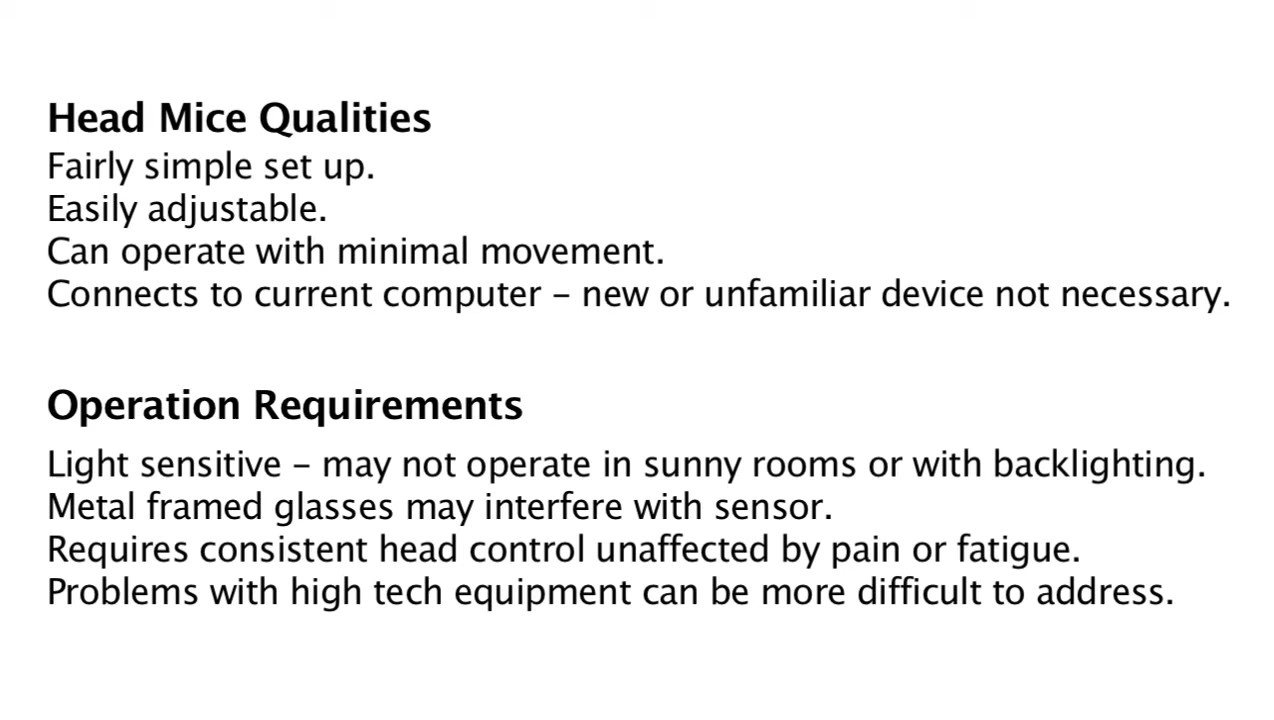 Head Mice Qualities
Fairly simple set up.
Easily adjustable.
Can operate with minimal movement.
Connects to current computer – new or unfamiliar device not necessary.
Operation Requirements
Light sensitive – may not operate in sunny rooms or with backlighting.
Metal framed glasses may interfere with sensor.
Requires consistent head control unaffected by pain or fatigue.
Problems with high tech equipment can be more difficult to address.